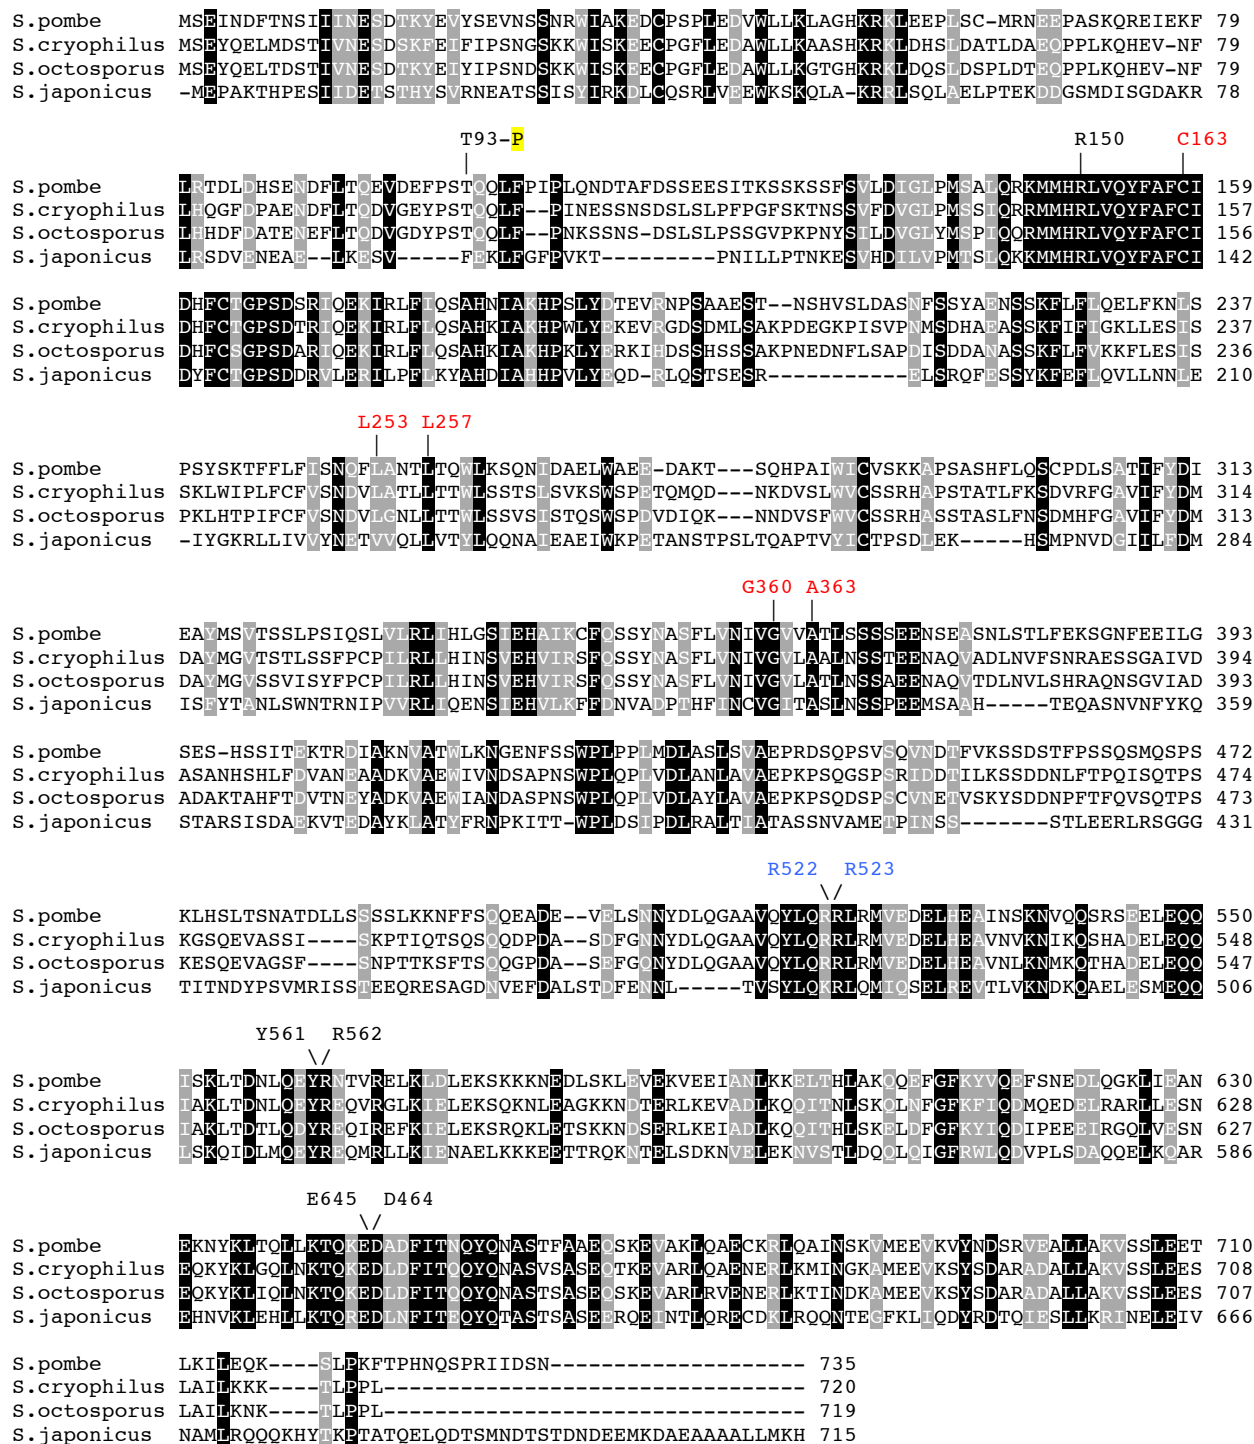 S.pombe MSEINDFTNSIIINESDTKYEVYSEVNSSNRWIAKEDCPSPLEDVWLLKLAGHKRKLEEPLSC-MRNEEPASKQREIEKF 79
S.cryophilus MSEYQELMDSTIVNESDSKFEIFIPSNGSKKWISKEECPGFLEDAWLLKAASHKRKLDHSLDATLDAEQPPLKQHEV-NF 79
S.octosporus MSEYQELTDSTIVNESDTKYEIYIPSNDSKKWISKEECPGFLEDAWLLKGTGHKRKLDQSLDSPLDTEQPPLKQHEV-NF 79
S.japonicus -MEPAKTHPESIIDETSTHYSVRNEATSSISYIRKDLCQSRLVEEWKSKQLA-KRRLSQLAELPTEKDDGSMDISGDAKR 78
T93-P R150 C163
S.pombe LRTDLDHSENDFLTQEVDEFPSTQQLFPIPLQNDTAFDSSEESITKSSKSSFSVLDIGLPMSALQRKMMHRLVQYFAFCI 159
S.cryophilus LHQGFDPAENDFLTQDVGEYPSTQQLF--PINESSNSDSLSLPFPGFSKTNSSVFDVGLPMSSIQRRMMHRLVQYFAFCI 157
S.octosporus LHHDFDATENEFLTQDVGDYPSTQQLF--PNKSSNS-DSLSLPSSGVPKPNYSILDVGLYMSPIQQRMMHRLVQYFAFCI 156
S.japonicus LRSDVENEAE--LKESV-----FEKLFGFPVKT--------PNILLPTNKESVHDILVPMTSLQKKMMHRLVQYFAFCI 142
S.pombe DHFCTGPSDSRIQEKIRLFIQSAHNIAKHPSLYDTEVRNPSAAEST--NSHVSLDASNFSSYAENSSKFLFLQELFKNLS 237
S.cryophilus DHFCTGPSDTRIQEKIRLFLQSAHKIAKHPWLYEKEVRGDSDMLSAKPDEGKPISVPNMSDHAEASSKFIFIGKLLESIS 237
S.octosporus DHFCSGPSDARIQEKIRLFLQSAHKIAKHPKLYERKIHDSSHSSSAKPNEDNFLSAPDISDDANASSKFLFVKKFLESIS 236
S.japonicus DYFCTGPSDDRVLERILPFLKYAHDIAHHPVLYEQD-RLQSTSESR-----------ELSRQFESSYKFEFLQVLLNNLE 210
L253 L257
S.pombe PSYSKTFFLFISNQFLANTLTQWLKSQNIDAELWAEE-DAKT---SQHPAIWICVSKKAPSASHFLQSCPDLSATIFYDI 313
S.cryophilus SKLWIPLFCFVSNDVLATLLTTWLSSTSLSVKSWSPETQMQD---NKDVSLWVCSSRHAPSTATLFKSDVRFGAVIFYDM 314
S.octosporus PKLHTPIFCFVSNDVLGNLLTTWLSSVSISTQSWSPDVDIQK---NNDVSFWVCSSRHASSTASLFNSDMHFGAVIFYDM 313
S.japonicus -IYGKRLLIVVYNETVVQLLVTYLQQNAIEAEIWKPETANSTPSLTQAPTVYICTPSDLEK-----HSMPNVDGIILFDM 284
G360 A363
S.pombe EAYMSVTSSLPSIQSLVLRLIHLGSIEHAIKCFQSSYNASFLVNIVGVVATLSSSSEENSEASNLSTLFEKSGNFEEILG 393
S.cryophilus DAYMGVTSTLSSFPCPILRLLHINSVEHVIRSFQSSYNASFLVNIVGVLAALNSSTEENAQVADLNVFSNRAESSGAIVD 394
S.octosporus DAYMGVSSVISYFPCPILRLLHINSVEHVIRSFQSSYNASFLVNIVGVLATLNSSAEENAQVTDLNVLSHRAQNSGVIAD 393
S.japonicus ISFYTANLSWNTRNIPVVRLIQENSIEHVLKFFDNVADPTHFINCVGITASLNSSPEEMSAAH-----TEQASNVNFYKQ 359
S.pombe SES-HSSITEKTRDIAKNVATWLKNGENFSSWPLPPLMDLASLSVAEPRDSQPSVSQVNDTFVKSSDSTFPSSQSMQSPS 472
S.cryophilus ASANHSHLFDVANEAADKVAEWIVNDSAPNSWPLQPLVDLANLAVAEPKPSQGSPSRIDDTILKSSDDNLFTPQISQTPS 474
S.octosporus ADAKTAHFTDVTNEYADKVAEWIANDASPNSWPLQPLVDLAYLAVAEPKPSQDSPSCVNETVSKYSDDNPFTFQVSQTPS 473
S.japonicus STARSISDAEKVTEDAYKLATYFRNPKITT-WPLDSIPDLRALTIATASSNVAMETPINSS-------STLEERLRSGGG 431
R522 R523
S.pombe KLHSLTSNATDLLSSSSLKKNFFSQQEADE--VELSNNYDLQGAAVQYLQRRLRMVEDELHEAINSKNVQQSRSEELEQQ 550
S.cryophilus KGSQEVASSI----SKPTIQTSQSQQDPDA--SDFGNNYDLQGAAVQYLQRRLRMVEDELHEAVNVKNIKQSHADELEQQ 548
S.octosporus KESQEVAGSF----SNPTTKSFTSQQGPDA--SEFGQNYDLQGAAVQYLQRRLRMVEDELHEAVNLKNMKQTHADELEQQ 547
S.japonicus TITNDYPSVMRISSTEEQRESAGDNVEFDALSTDFENNL-----TVSYLQKRLQMIQSELREVTLVKNDKQAELESMEQQ 506
Y561 R562
S.pombe ISKLTDNLQEYRNTVRELKLDLEKSKKKNEDLSKLEVEKVEEIANLKKELTHLAKQQEFGFKYVQEFSNEDLQGKLIEAN 630
S.cryophilus IAKLTDNLQEYREQVRGLKIELEKSQKNLEAGKKNDTERLKEVADLKQQITNLSKQLNFGFKFIQDMQEDELRARLLESN 628
S.octosporus IAKLTDTLQDYREQIREFKIELEKSRQKLETSKKNDSERLKEIADLKQQITHLSKELDFGFKYIQDIPEEEIRGQLVESN 627
S.japonicus LSKQIDLMQEYREQMRLLKIENAELKKKEETTRQKNTELSDKNVELEKNVSTLDQQLQIGFRWLQDVPLSDAQQELKQAR 586
E645 D464
S.pombe EKNYKLTQLLKTQKEDADFITNQYQNASTFAAEQSKEVAKLQAECKRLQAINSKVMEEVKVYNDSRVEALLAKVSSLEET 710
S.cryophilus EQKYKLGQLNKTQKEDLDFITQQYQNASVSASEQTKEVARLQAENERLKMINGKAMEEVKSYSDARADALLAKVSSLEES 708
S.octosporus EQKYKLIQLNKTQKEDLDFITQQYQNASTSASEQSKEVARLRVENERLKTINDKAMEEVKSYSDARADALLAKVSSLEES 707
S.japonicus EHNVKLEHLLKTQREDLNFITEQYQTASTSASEERQEINTLQRECDKLRQQNTEGFKLIQDYRDTQIESLLKRINELEIV 666
S.pombe LKILEQK----SLPKFTPHNQSPRIIDSN-------------------- 735
S.cryophilus LAILKKK----TLPPL--------------------------------- 720
S.octosporus LAILKNK----TLPPL--------------------------------- 719
S.japonicus NAMLRQQQKHYTKPTATQELQDTSMNDTSTDNDEEMKDAEAAAALLMKH 715